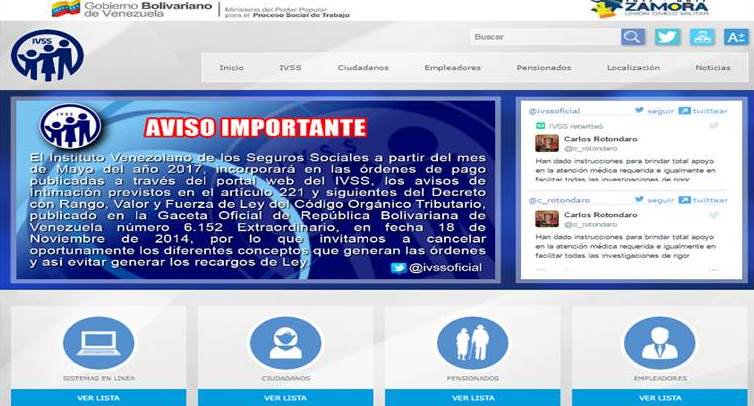 Gobierno Bolivariano
de Venezuela
Ministerio del Poder Popular
para el Proceso Social de Trabajo
ZAMORA
UNIÓN CÍVICO MILITAR
IVSS
Buscar
A±
Inicio IVSS Ciudadanos Empleadores Pensionados Localización Noticias
IVSS
AVISO IMPORTANTE
El Instituto Venezolano de los Seguros Sociales a partir del mes
de Mayo del año 2017, incorporará en las órdenes de pago
publicadas a través del portal web del IVSS, los avisos de
intimación previstos en el artículo 221 y siguientes del Decreto
con Rango, Valor y Fuerza de Ley del Código Orgánico Tributario,
publicado en la Gaceta Oficial de República Bolivariana de
Venezuela número 6.152 Extraordinario, en fecha 18 de
Noviembre de 2014, por lo que invitamos a cancelar
oportunamente los diferentes conceptos que generan las órdenes
y así evitar generar los recargos de Ley.
@ivssoficial
@ivssoficial seguir twittear
IVSS retwitteó
Carlos Rotondaro
@c_rotondaro
Han dado instrucciones para brindar total apoyo
en la atención médica requerida e igualmente en
facilitar todas las investigaciones de rigor
@c_rotondaro seguir twittear
Carlos Rotondaro
@c_rotondaro
Han dado instrucciones para brindar total apoyo
en la atención médica requerida e igualmente en
facilitar todas las investigaciones de rigor
SISTEMAS EN LINEA
CIUDADANOS
PENSIONADOS
EMPLEADORES
VER LISTA
VER LISTA
VER LISTA
VER LISTA